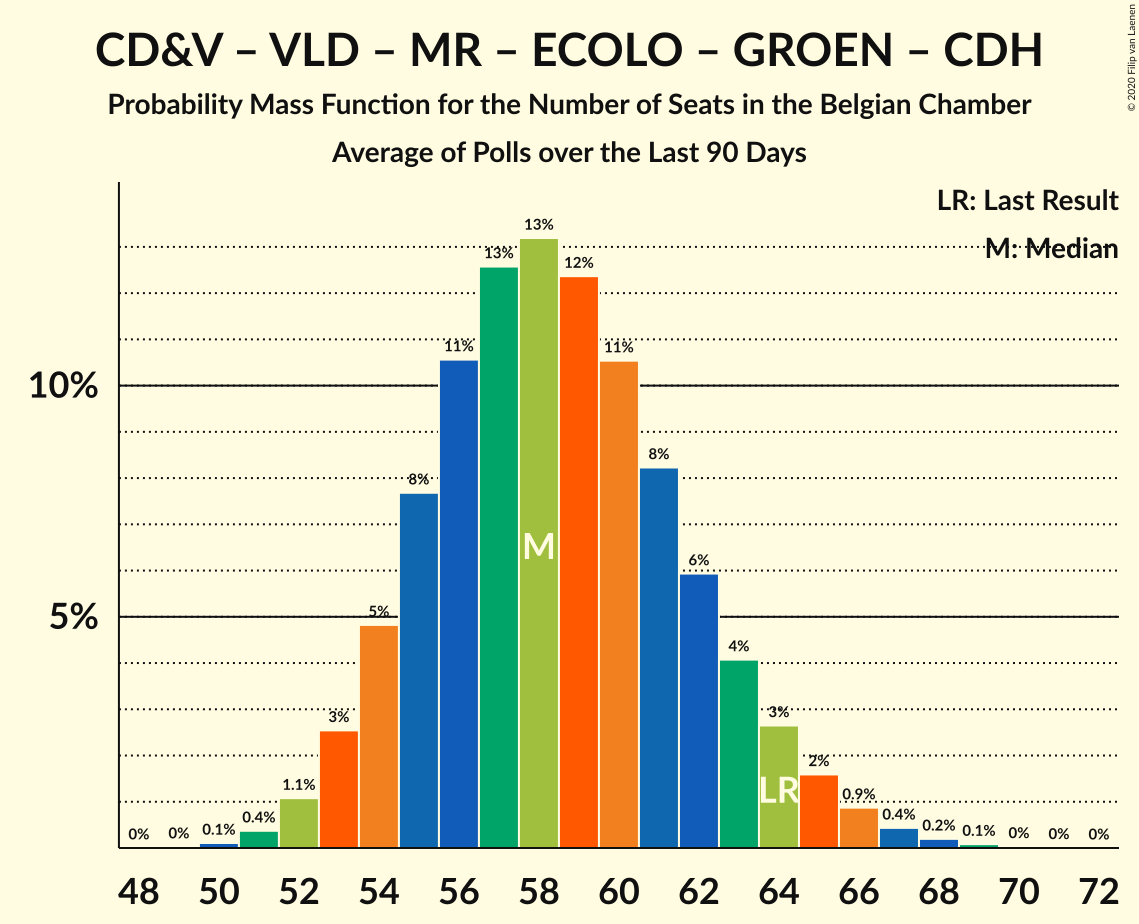 CD&V – VLD – MR – ECOLO – GROEN – CDH
Probability Mass Function for the Number of Seats in the Belgian Chamber
Average of Polls over the Last 90 Days
© 2020 Filip van Laenen
LR: Last Result
M: Median
10%
5%
0% 0% 0.1% 0.4% 1.1% 3% 5% 8% 11% 13% 13% 12% 11% 8% 6% 4% 3% 2% 0.9% 0.4% 0.2% 0.1% 0% 0% 0%
M
LR
48 50 52 54 56 58 60 62 64 66 68 70 72